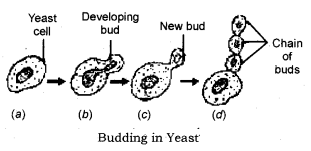 Yeast cell
Developing bud
New bud
Chain of buds
(a)
(b)
(c)
(d)
Budding in Yeast